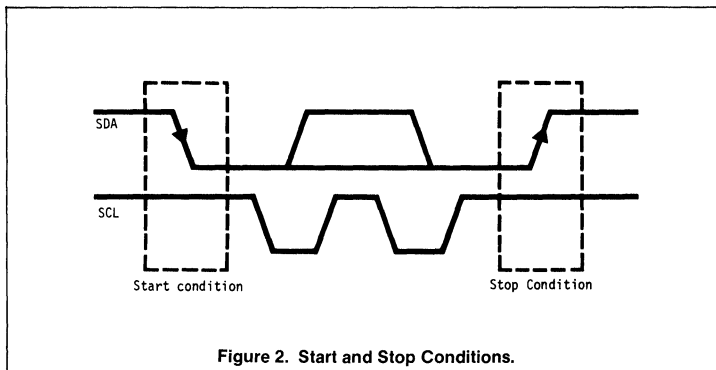 SDA
SCL
Start condition
Stop Condition
Figure 2. Start and Stop Conditions.